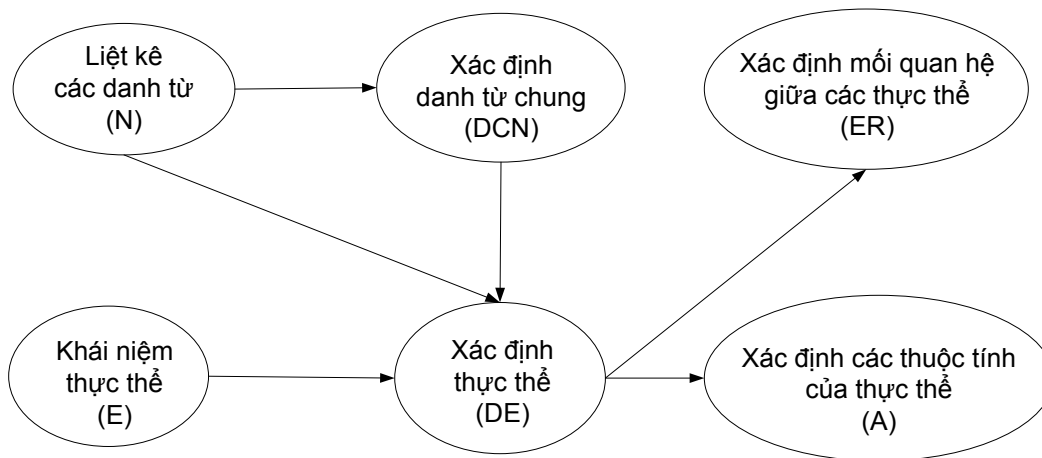 Liệt kê
các danh từ
(N)
Xác định
danh từ chung
(DCN)
Xác định mối quan hệ
giữa các thực thể
(ER)
Khái niệm
thực thể
(E)
Xác định
thực thể
(DE)
Xác định các thuộc tính
của thực thể
(A)